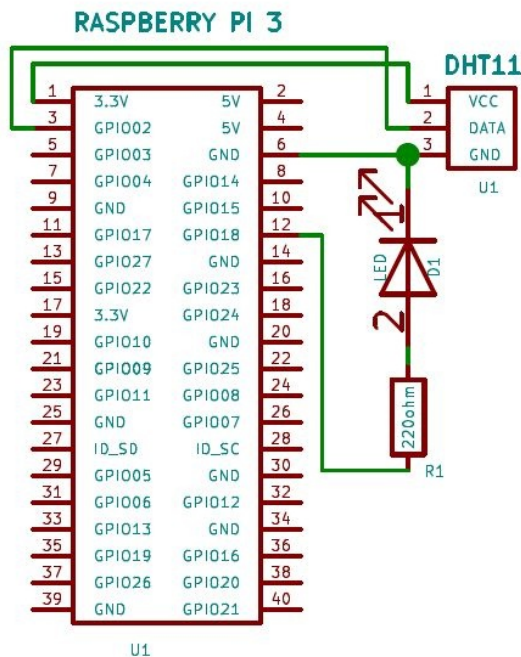 RASPBERRY PI 3
DHT11
1 3.3V 5V 2
3 GPIO02 5V 4
5 GPIO03 GND 6
7 GPIO04 GPIO14 8
9 GND GPIO15 10
11 GPIO17 GPIO18 12
13 GPIO27 GND 14
15 GPIO22 GPIO23 16
17 3.3V GPIO24 18
19 GPIO10 GND 20
21 GPIO09 GPIO25 22
23 GPIO11 GPIO08 24
25 GND GPIO07 26
27 ID_SD ID_SC 28
29 GPIO05 GND 30
31 GPIO06 GPIO12 32
33 GPIO13 GND 34
35 GPIO19 GPIO16 36
37 GPIO26 GPIO20 38
39 GND GPIO21 40
U1
1 VCC
2 DATA
3 GND
U1
1
LED
D1
2
220ohm
R1